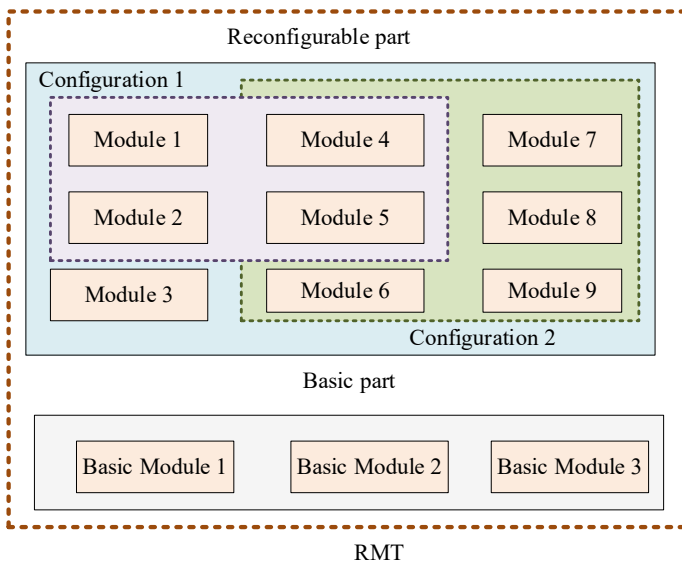 Reconfigurable part
Configuration 1
Module 1
Module 4
Module 7
Module 2
Module 5
Module 8
Module 3
Module 6
Module 9
Configuration 2
Basic part
Basic Module 1
Basic Module 2
Basic Module 3
RMT